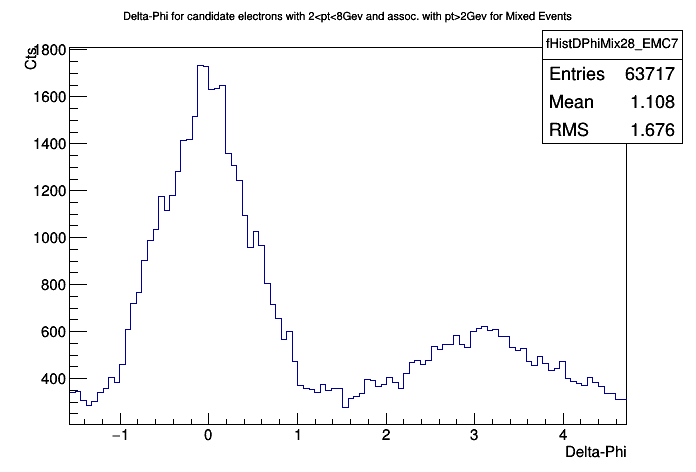 Delta-Phi for candidate electrons with 2<pt<8Gev and assoc. with pt>2Gev for Mixed Events
fHistDPhiMix28_EMC7
Entries 63717
Mean 1.108
RMS 1.676
Cts.
1800
1600
1400
1200
1000
800
600
400
−1 0 1 2 3 4
Delta-Phi